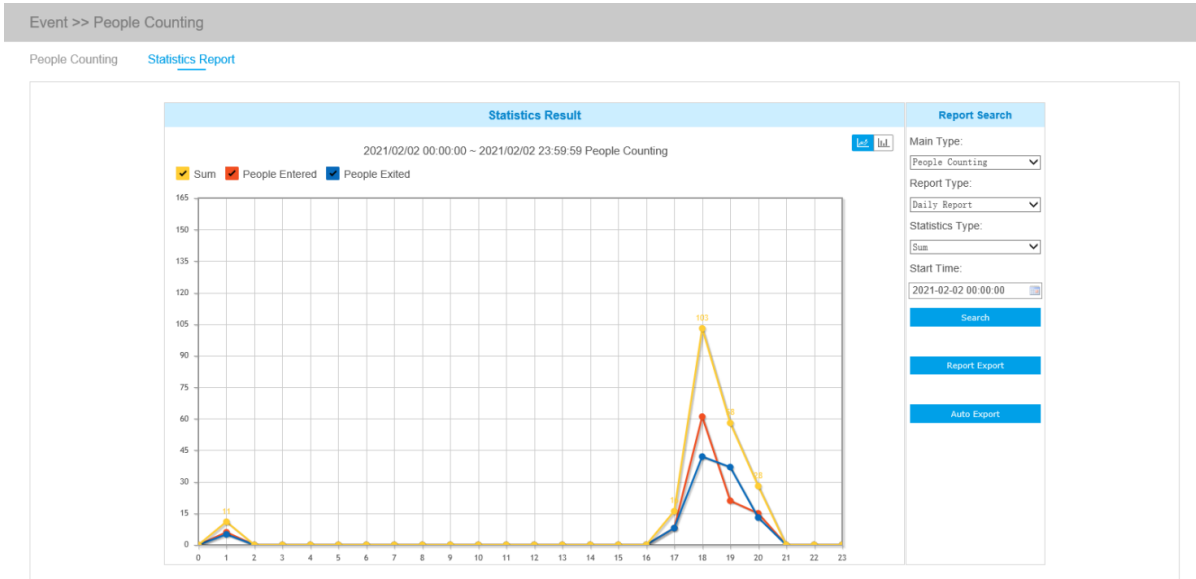 Event >> People Counting
People Counting Statistics Report
Statistics Result
2021/02/02 00:00:00 ~ 2021/02/02 23:59:59 People Counting
Sum People Entered People Exited
165
150
135
120
105
90
75
60
45
30
15
0
103
11
0 1 2 3 4 5 6 7 8 9 10 11 12 13 14 15 16 17 18 19 20 21 22 23
Report Search
Main Type:
People Counting
Report Type:
Daily Report
Statistics Type:
Sum
Start Time:
2021-02-02 00:00:00
Search
Report Export
Auto Export